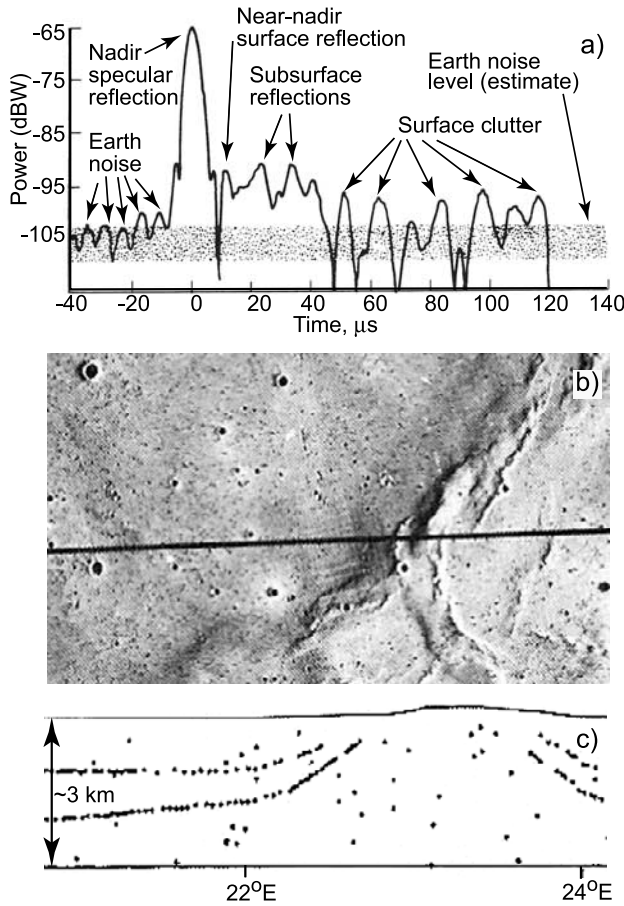 -65
-75
-85
-95
-105
Power (dBW)
Nadir
specular
reflection
Near-nadir
surface reflection
a)
Subsurface
reflections
Earth noise
level (estimate)
Earth
noise
Surface clutter
-40
-20
0
20
40
60
80
100
120
140
Time, μs
b)
c)
~3 km
22°E
24°E